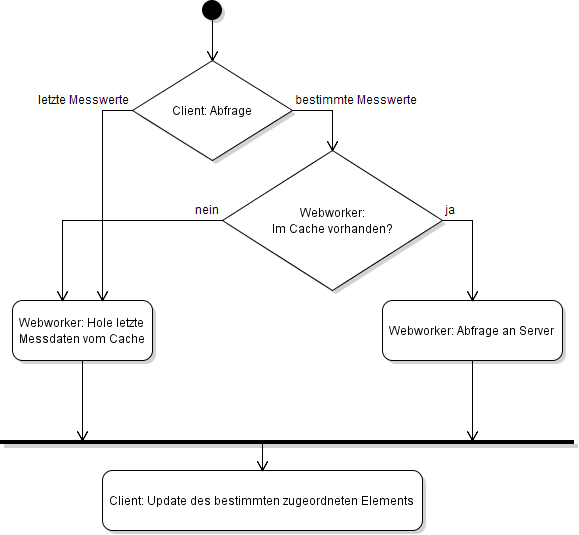 letzte Messwerte
Client: Abfrage
bestimmte Messwerte
nein
Webworker:
Im Cache vorhanden?
ja
Webworker: Hole letzte
Messdaten vom Cache
Webworker: Abfrage an Server
Client: Update des bestimmten zugeordneten Elements